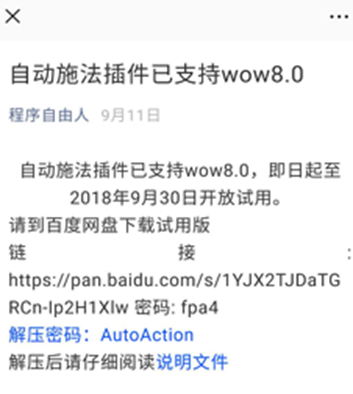 自动施法插件已支持wow8.0
程序自由人 9月11日
自动施法插件已支持wow8.0，即日起至
2018年9月30日开放试用。
请到百度网盘下载试用版
链 接 :
https://pan.baidu.com/s/1YJX2TJDaTG
RCn-Ip2H1Xlw 密码: fpa4
解压密码：AutoAction
解压后请仔细阅读说明文件